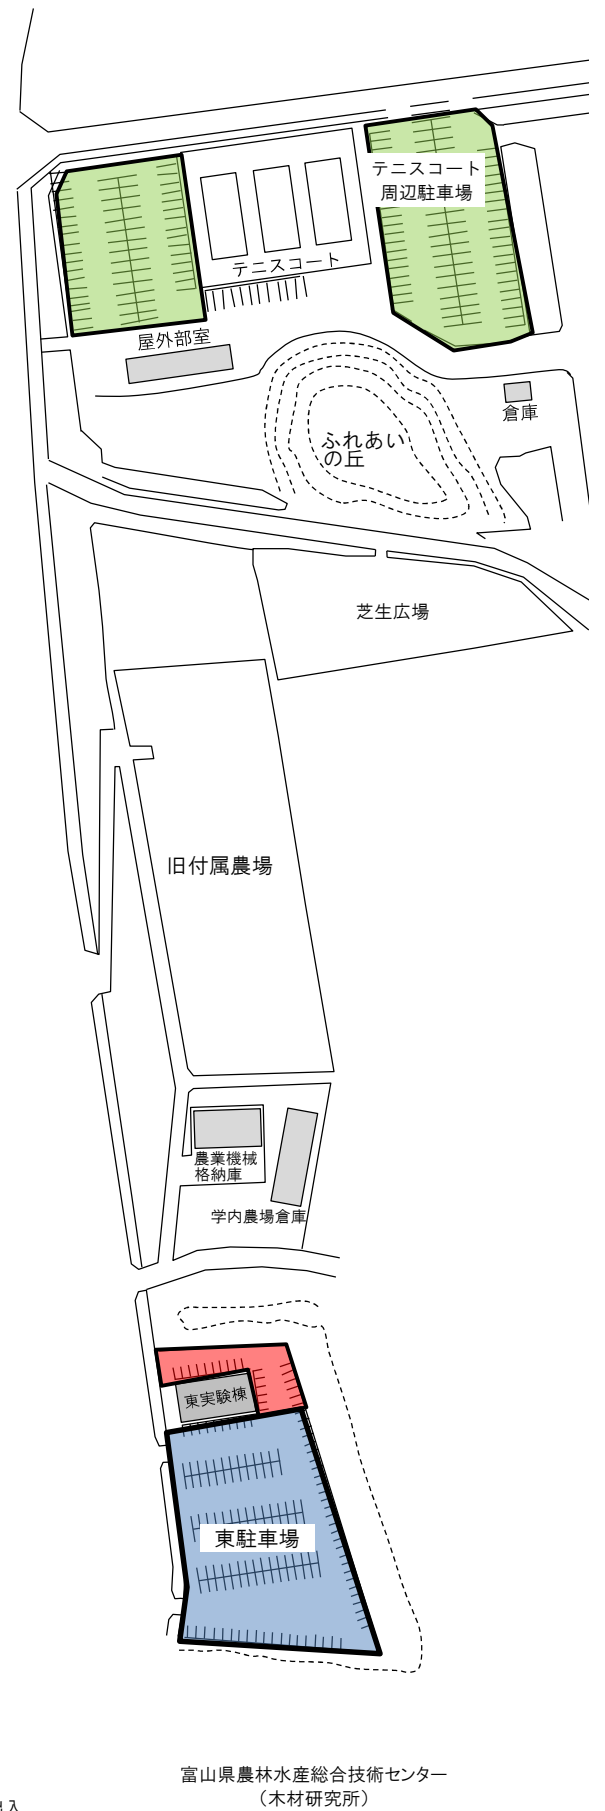 テニスコート
周辺駐車場
テニスコート
屋外部室
倉庫
ふれあい
の丘
芝生広場
旧付属農場
農業機械
格納庫
学内農場倉庫
東実験棟
東駐車場
富山県農林水産総合技術センター
（木材研究所）